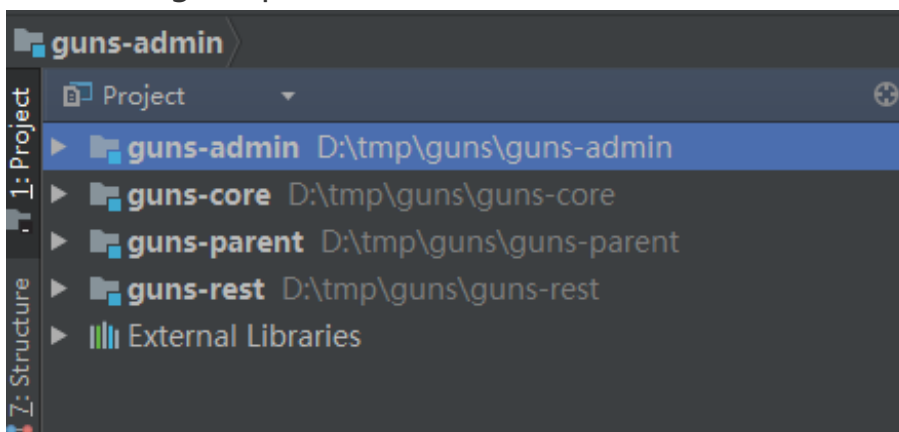 guns-admin
1: Project
Project
guns-admin D:\tmp\guns\guns-admin
guns-core D:\tmp\guns\guns-core
guns-parent D:\tmp\guns\guns-parent
guns-rest D:\tmp\guns\guns-rest
External Libraries
7: Structure